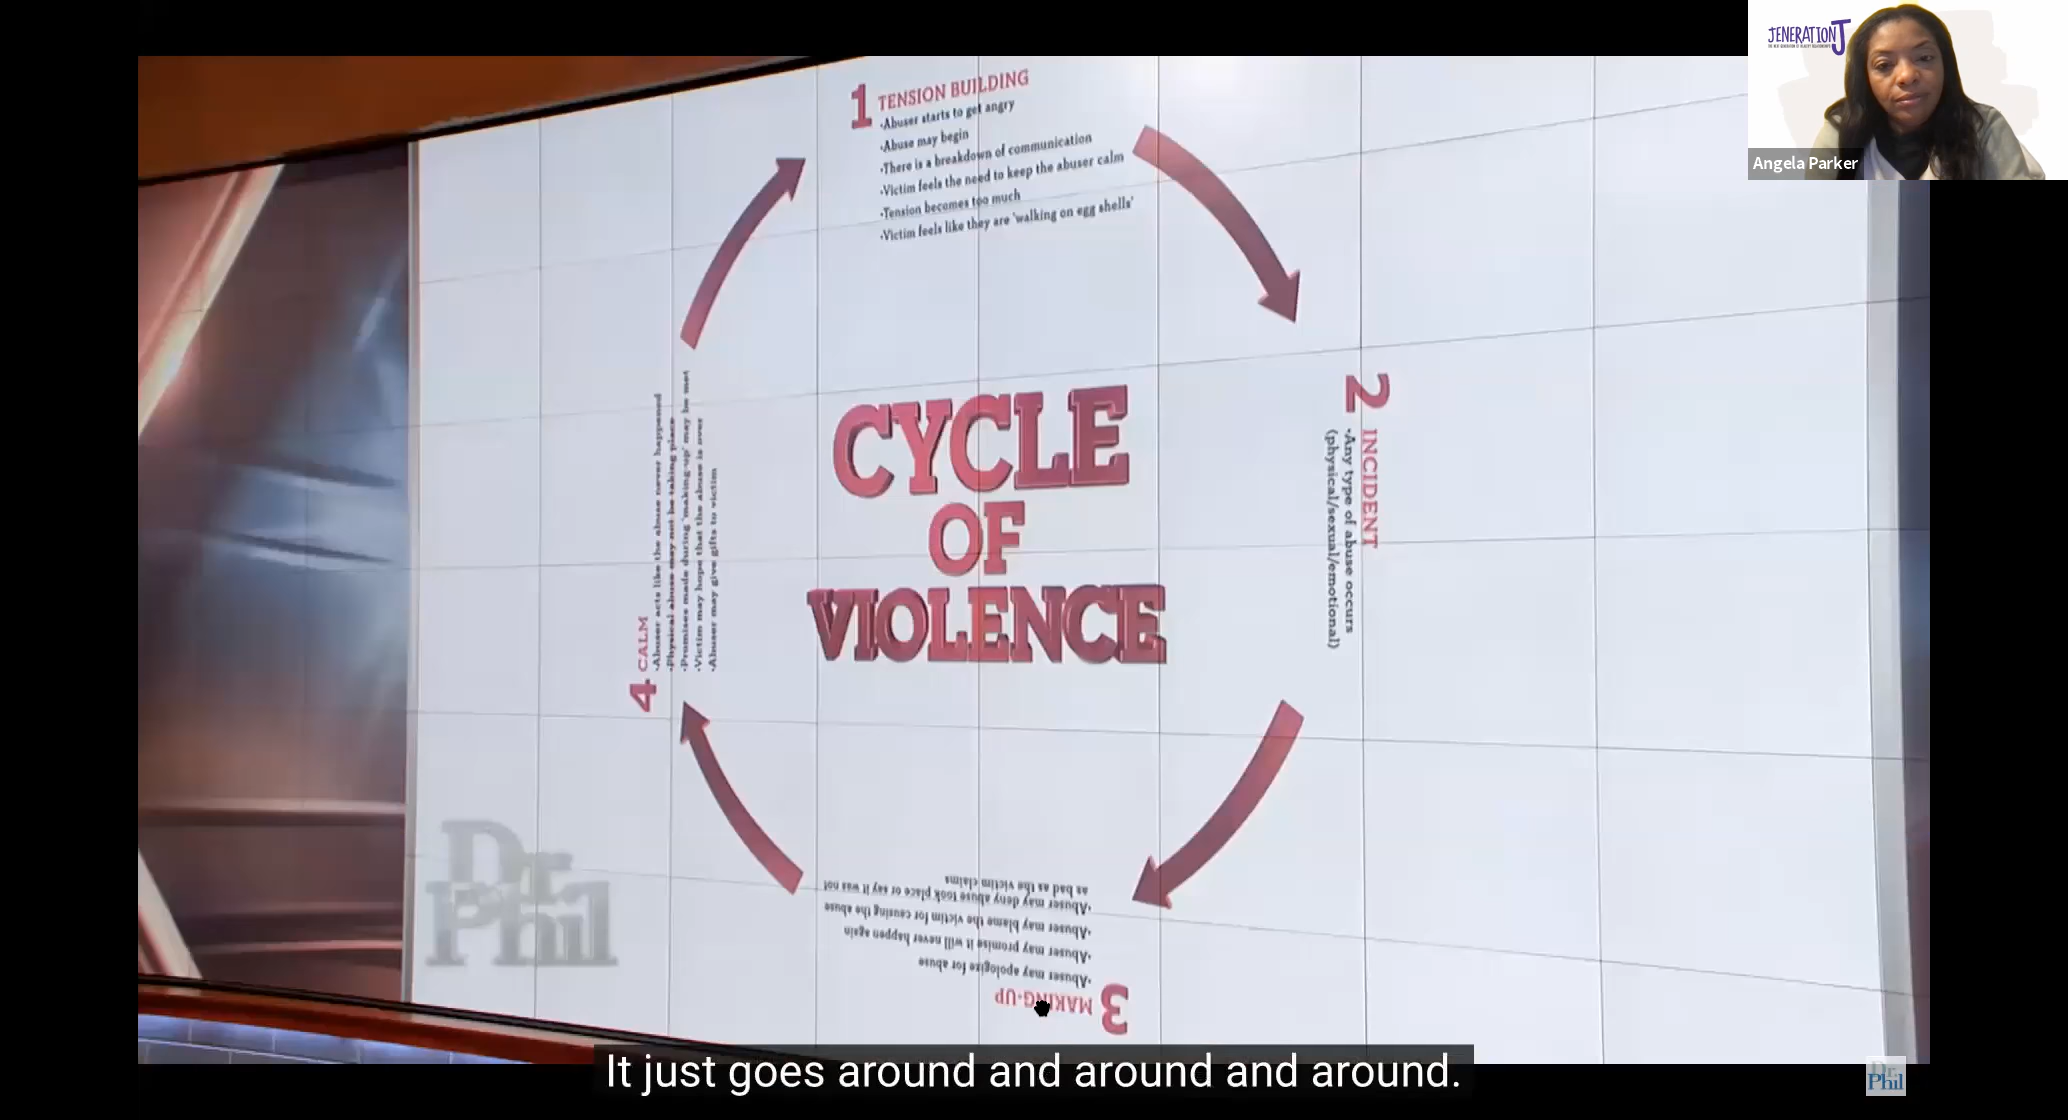 1 TENSION BUILDING
·Abuser starts to get angry
·Abuse may begin
·There is a breakdown of communication
·Victim feels the need to keep the abuser calm
·Tension becomes too much
·Victim feels like they are 'walking on egg shells'
2 INCIDENT
·Any type of abuse occurs
(physical/sexual/emotional)
3 MAKING-UP
·Abuser may apologize for abuse
·Abuser may promise it will never happen again
·Abuser may blame the victim for causing the abuse
·Abuser may deny abuse took place or say it was not
as bad as the victim claims
4 CALM
·Abuser acts like the abuse never happened
·Physical abuse may not be taking place
·Promises made during 'making-up' may be met
·Victim may hope that the abuse is over
·Abuser may give gifts to victim
CYCLE
OF
VIOLENCE
Dr.
Phil
JENERATIONJ
Angela Parker
It just goes around and around and around.
Dr.
Phil